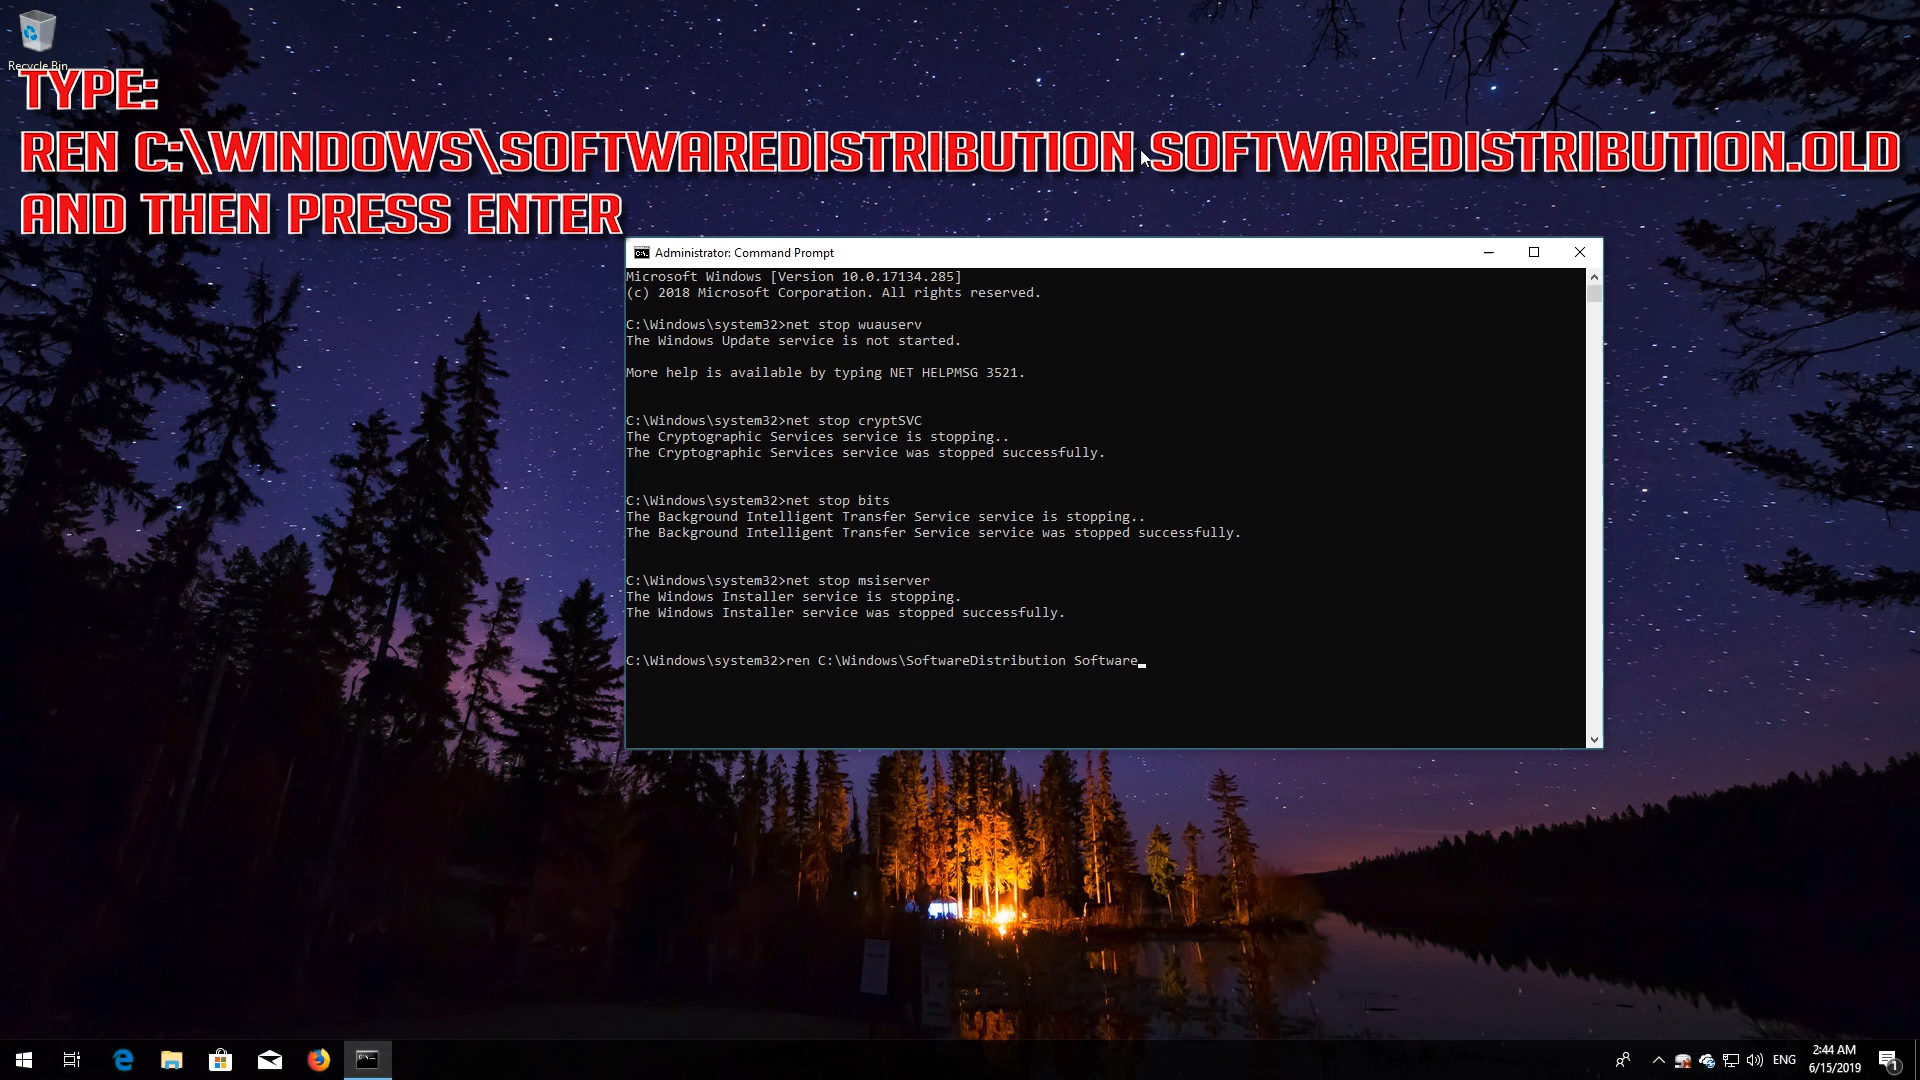 Recycle Bin
TYPE:
REN C:\WINDOWS\SOFTWAREDISTRIBUTION SOFTWAREDISTRIBUTION.OLD
AND THEN PRESS ENTER
Administrator: Command Prompt
Microsoft Windows [Version 10.0.17134.285]
(c) 2018 Microsoft Corporation. All rights reserved.
C:\Windows\system32>net stop wuauserv
The Windows Update service is not started.
More help is available by typing NET HELPMSG 3521.
C:\Windows\system32>net stop cryptSVC
The Cryptographic Services service is stopping..
The Cryptographic Services service was stopped successfully.
C:\Windows\system32>net stop bits
The Background Intelligent Transfer Service service is stopping..
The Background Intelligent Transfer Service service was stopped successfully.
C:\Windows\system32>net stop msiserver
The Windows Installer service is stopping.
The Windows Installer service was stopped successfully.
C:\Windows\system32>ren C:\Windows\SoftwareDistribution Software
ENG
2:44 AM
6/15/2019
1